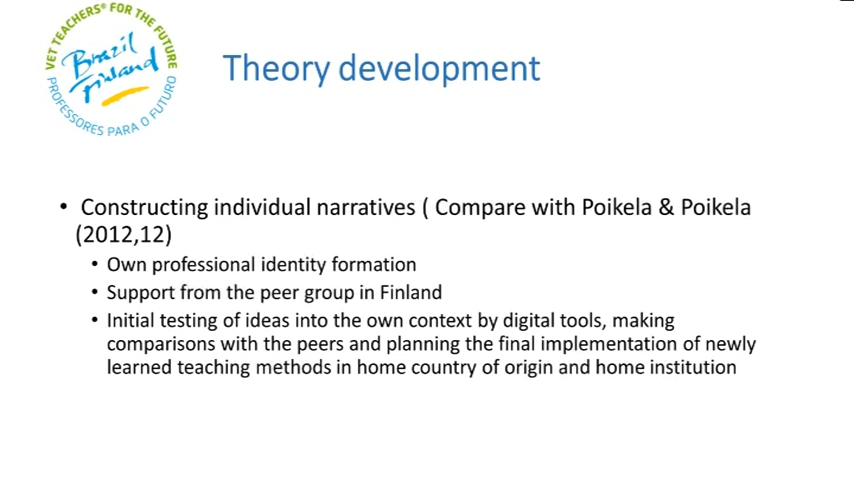 VET TEACHERS® FOR THE FUTURE
Brazil
Finland
PROFESSORES PARA O FUTURO
Theory development
• Constructing individual narratives ( Compare with Poikela & Poikela
(2012,12)
• Own professional identity formation
• Support from the peer group in Finland
• Initial testing of ideas into the own context by digital tools, making
comparisons with the peers and planning the final implementation of newly
learned teaching methods in home country of origin and home institution